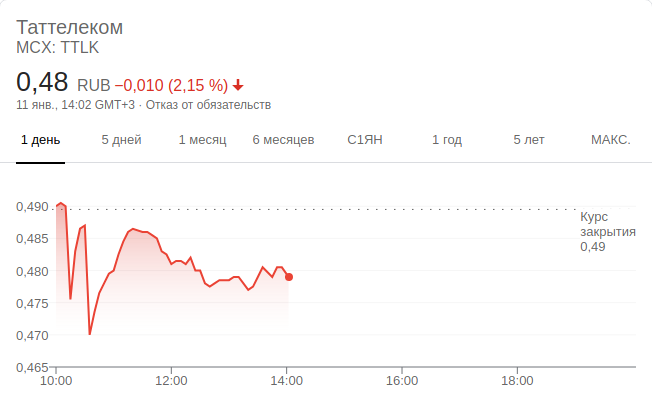 Таттелеком
MCX: TTLK
0,48 RUB −0,010 (2,15 %)
11 янв., 14:02 GMT+3 · Отказ от обязательств
1 день 5 дней 1 месяц 6 месяцев С1ЯН 1 год 5 лет МАКС.
0,490
Курс
закрытия
0,49
0,485
0,480
0,475
0,470
0,465
10:00 12:00 14:00 16:00 18:00